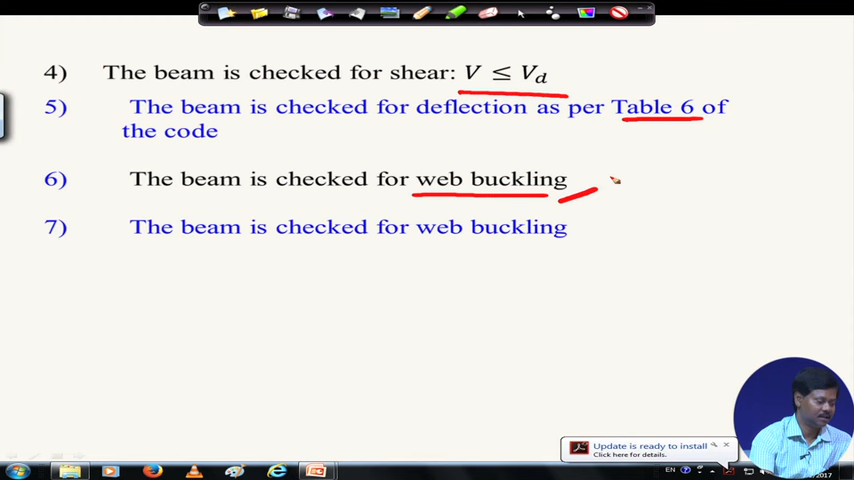 4) The beam is checked for shear: V ≤ Vd
5) The beam is checked for deflection as per Table 6 of
the code
6) The beam is checked for web buckling
7) The beam is checked for web buckling
Update is ready to install
Click here for details.
EN